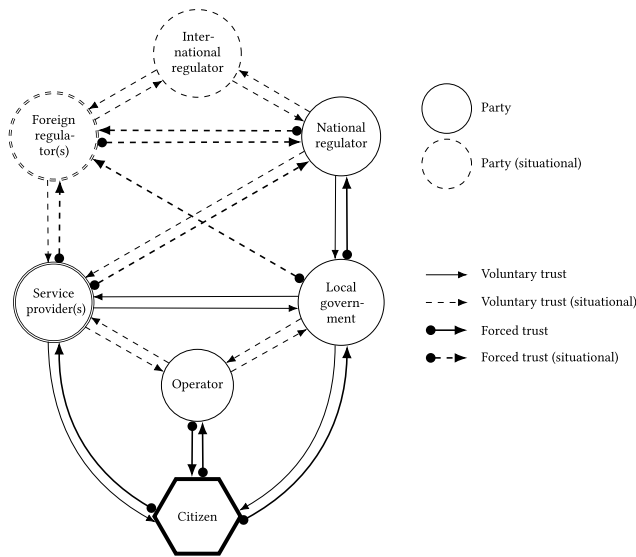 Inter-
national
regulator
Foreign
regula-
tor(s)
National
regulator
Party
Party (situational)
Service
provider(s)
Local
govern-
ment
Voluntary trust
Voluntary trust (situational)
Forced trust
Forced trust (situational)
Operator
Citizen